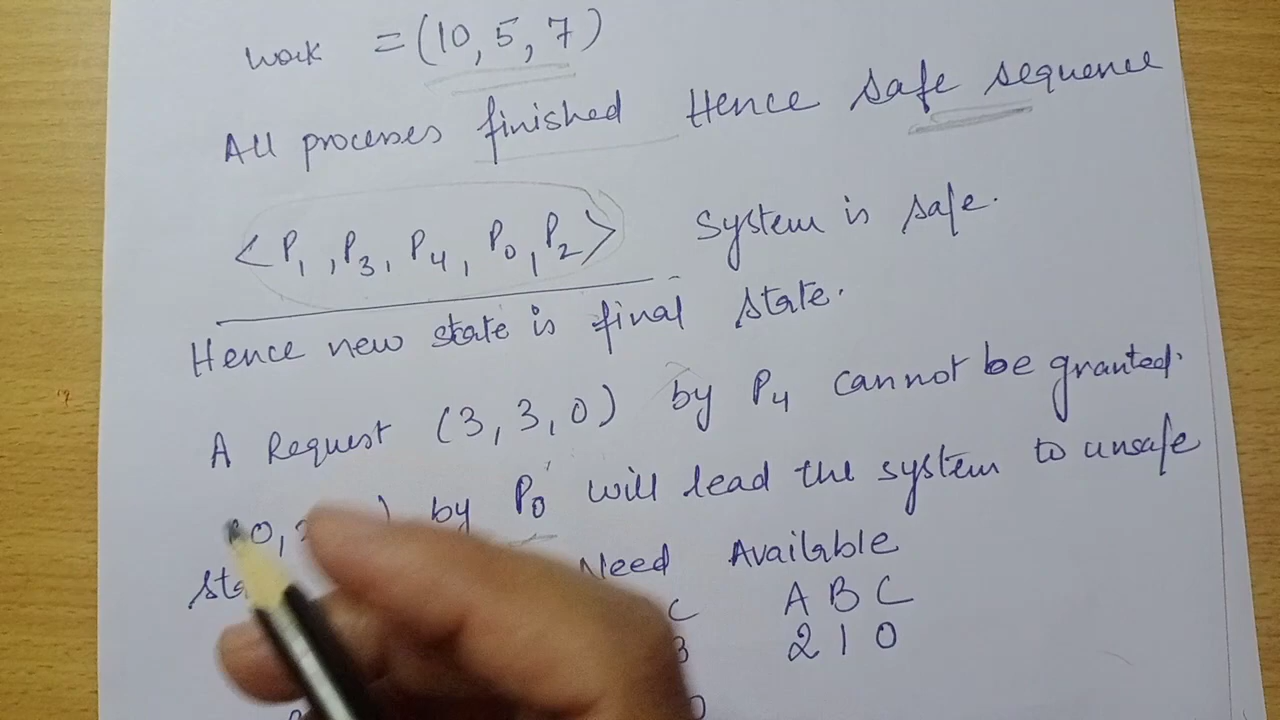 Work = (10, 5, 7)
All processes finished Hence safe sequence
<P1, P3, P4, P0, P2> System is safe.
Hence new state is final state.
A Request (3, 3, 0) by P4 cannot be granted.
by P0 will lead the system to unsafe
Need Available
C A B C
3 2 1 0